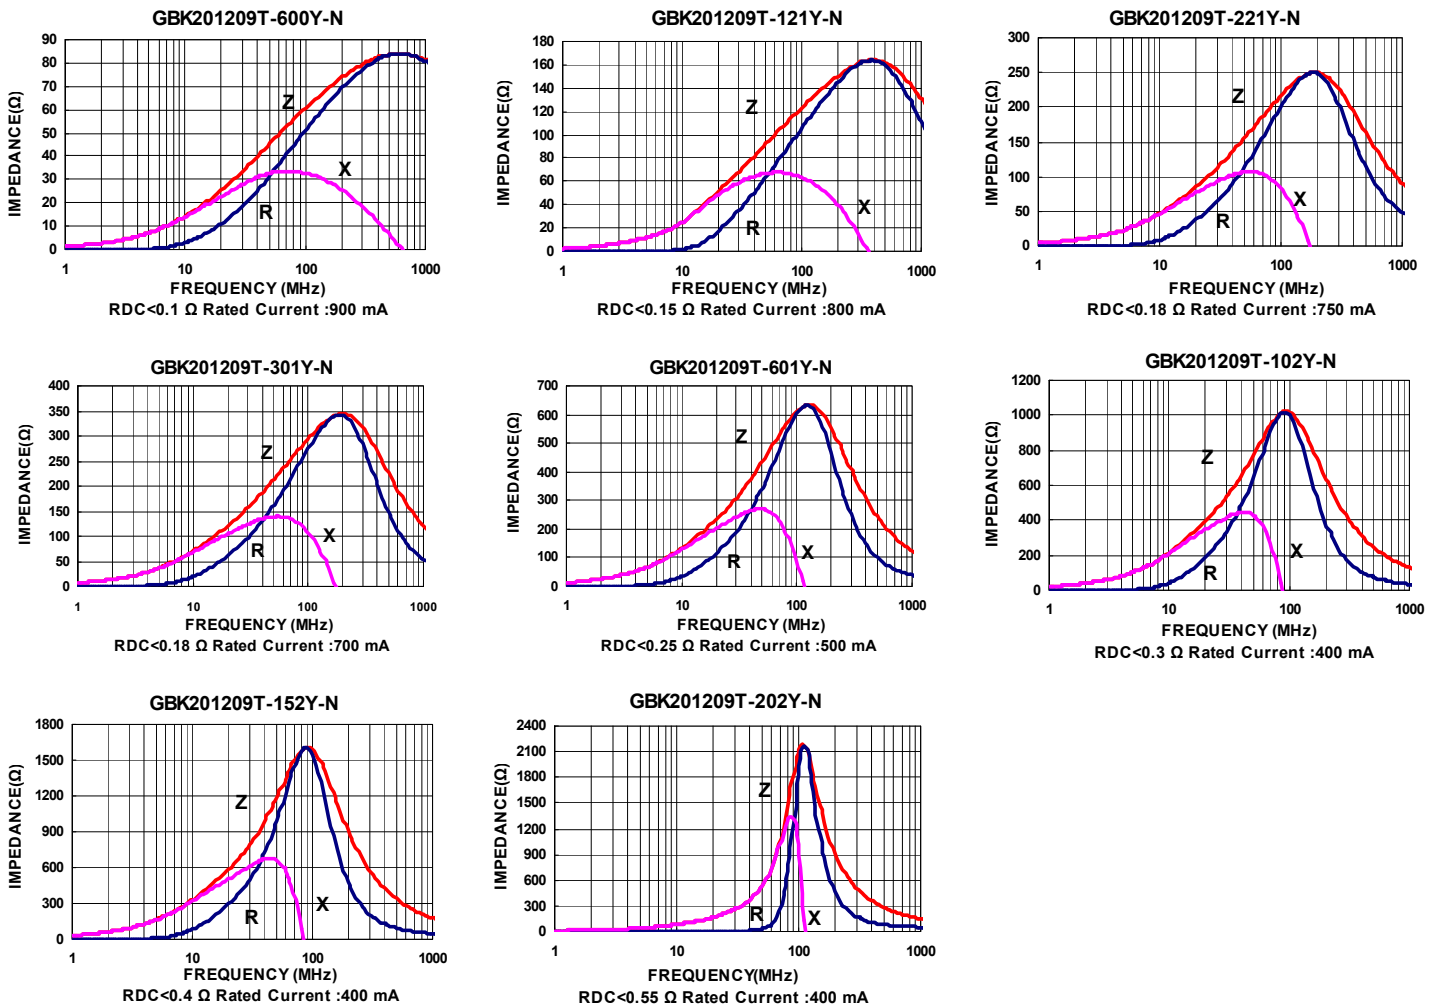 GBK201209T-600Y-N
90
80
70
60
50
40
30
20
10
0
IMPEDANCE(Ω)
Z
X
R
1 10 100 1000
FREQUENCY (MHz)
RDC<0.1 Ω Rated Current :900 mA
GBK201209T-121Y-N
180
160
140
120
100
80
60
40
20
0
IMPEDANCE(Ω)
Z
X
R
1 10 100 1000
FREQUENCY (MHz)
RDC<0.15 Ω Rated Current :800 mA
GBK201209T-221Y-N
300
250
200
150
100
50
0
IMPEDANCE(Ω)
Z
X
R
1 10 100 1000
FREQUENCY (MHz)
RDC<0.18 Ω Rated Current :750 mA
GBK201209T-301Y-N
400
350
300
250
200
150
100
50
0
IMPEDANCE(Ω)
Z
X
R
1 10 100 1000
FREQUENCY (MHz)
RDC<0.18 Ω Rated Current :700 mA
GBK201209T-601Y-N
700
600
500
400
300
200
100
0
IMPEDANCE(Ω)
Z
X
R
1 10 100 1000
FREQUENCY (MHz)
RDC<0.25 Ω Rated Current :500 mA
GBK201209T-102Y-N
1200
1000
800
600
400
200
0
IMPEDANCE(Ω)
Z
X
R
1 10 100 1000
FREQUENCY (MHz)
RDC<0.3 Ω Rated Current :400 mA
GBK201209T-152Y-N
1800
1500
1200
900
600
300
0
IMPEDANCE(Ω)
Z
R
X
1 10 100 1000
FREQUENCY (MHz)
RDC<0.4 Ω Rated Current :400 mA
GBK201209T-202Y-N
2400
2100
1800
1500
1200
900
600
300
0
IMPEDANCE(Ω)
Z
R
X
1 10 100 1000
FREQUENCY(MHz)
RDC<0.55 Ω Rated Current :400 mA